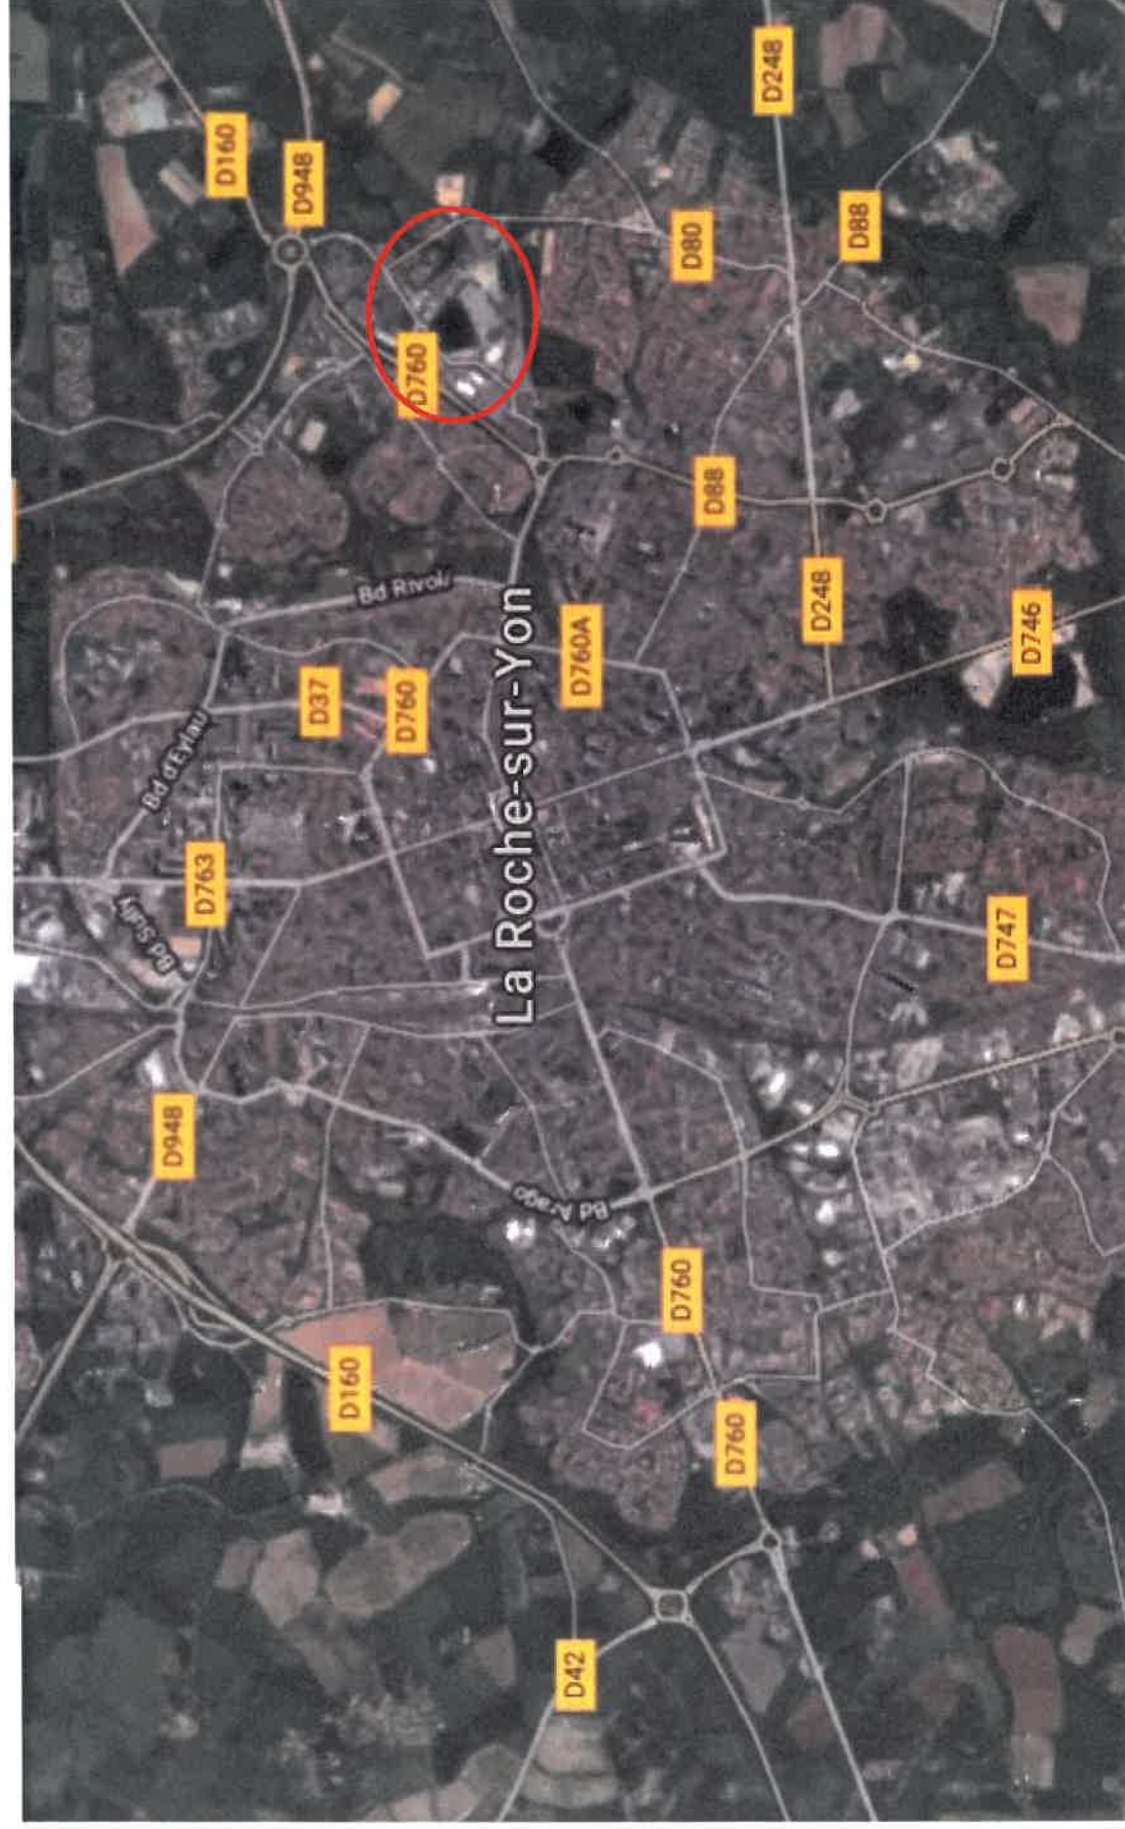 D160
D948
D248
D760
D80
D88
Bd Rivoli
D88
D248
D37
D760
D760A
D746
Bd d'Eylau
La Roche-sur-Yon
D763
Bd Sully
D747
D948
Bd Arago
D160
D760
D760
D42